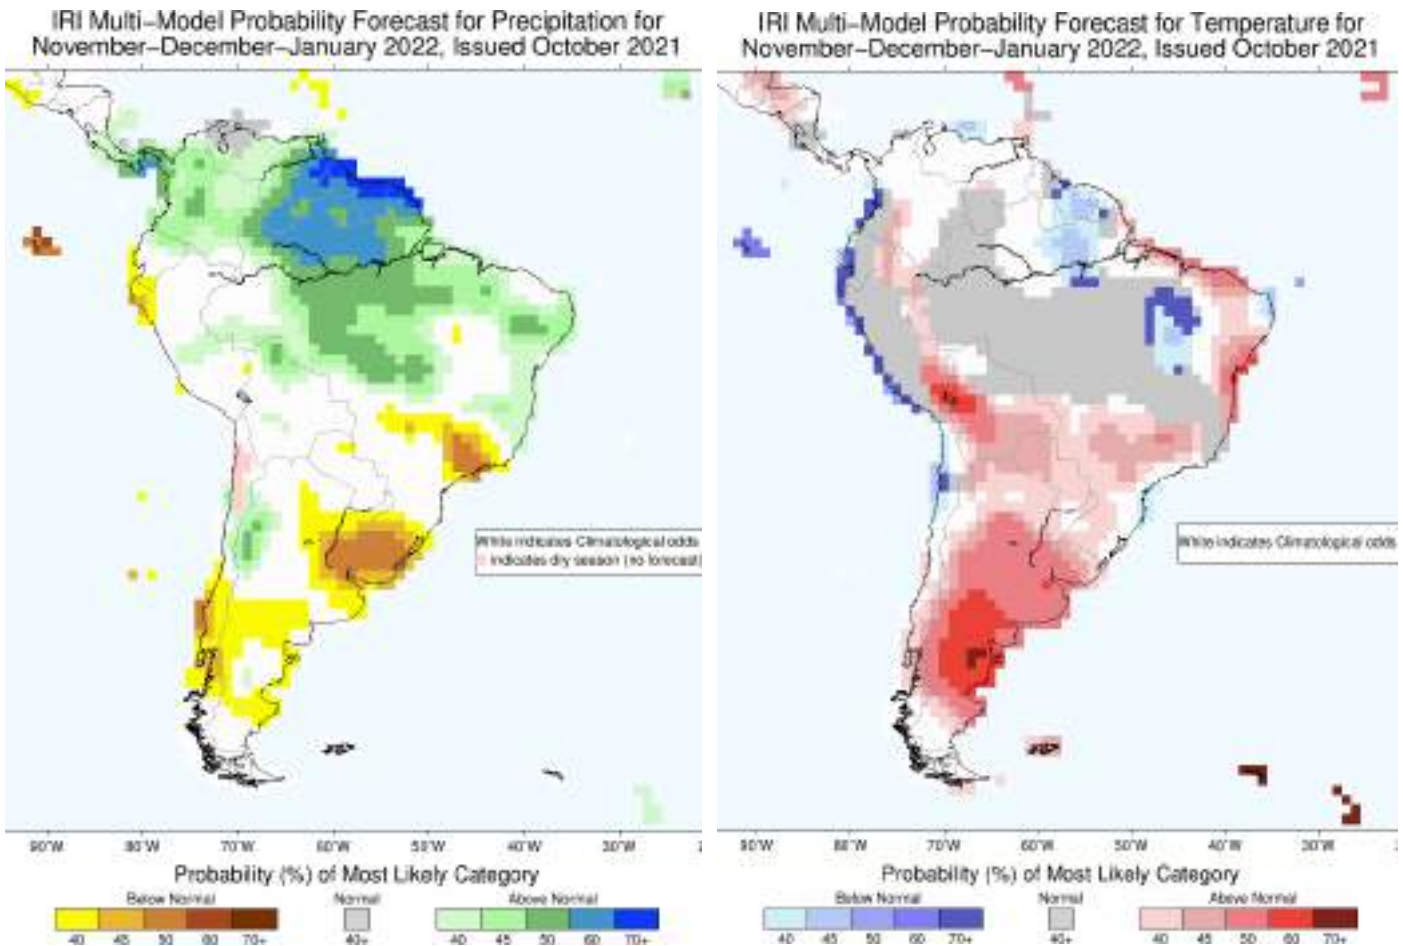 IRI Multi-Model Probability Forecast for Precipitation for
November-December-January 2022, Issued October 2021
White indicates Climatological odds
indicates dry season (no forecast)
90°W 80°W 70°W 60°W 50°W 40°W 30°W
Probability (%) of Most Likely Category
Below Normal Normal Above Normal
40 45 50 60 70+ 40+ 40 45 50 60 70+
IRI Multi-Model Probability Forecast for Temperature for
November-December-January 2022, Issued October 2021
White indicates Climatological odds
90°W 80°W 70°W 60°W 50°W 40°W 30°W
Probability (%) of Most Likely Category
Below Normal Normal Above Normal
40 45 50 60 70+ 40+ 40 45 50 60 70+